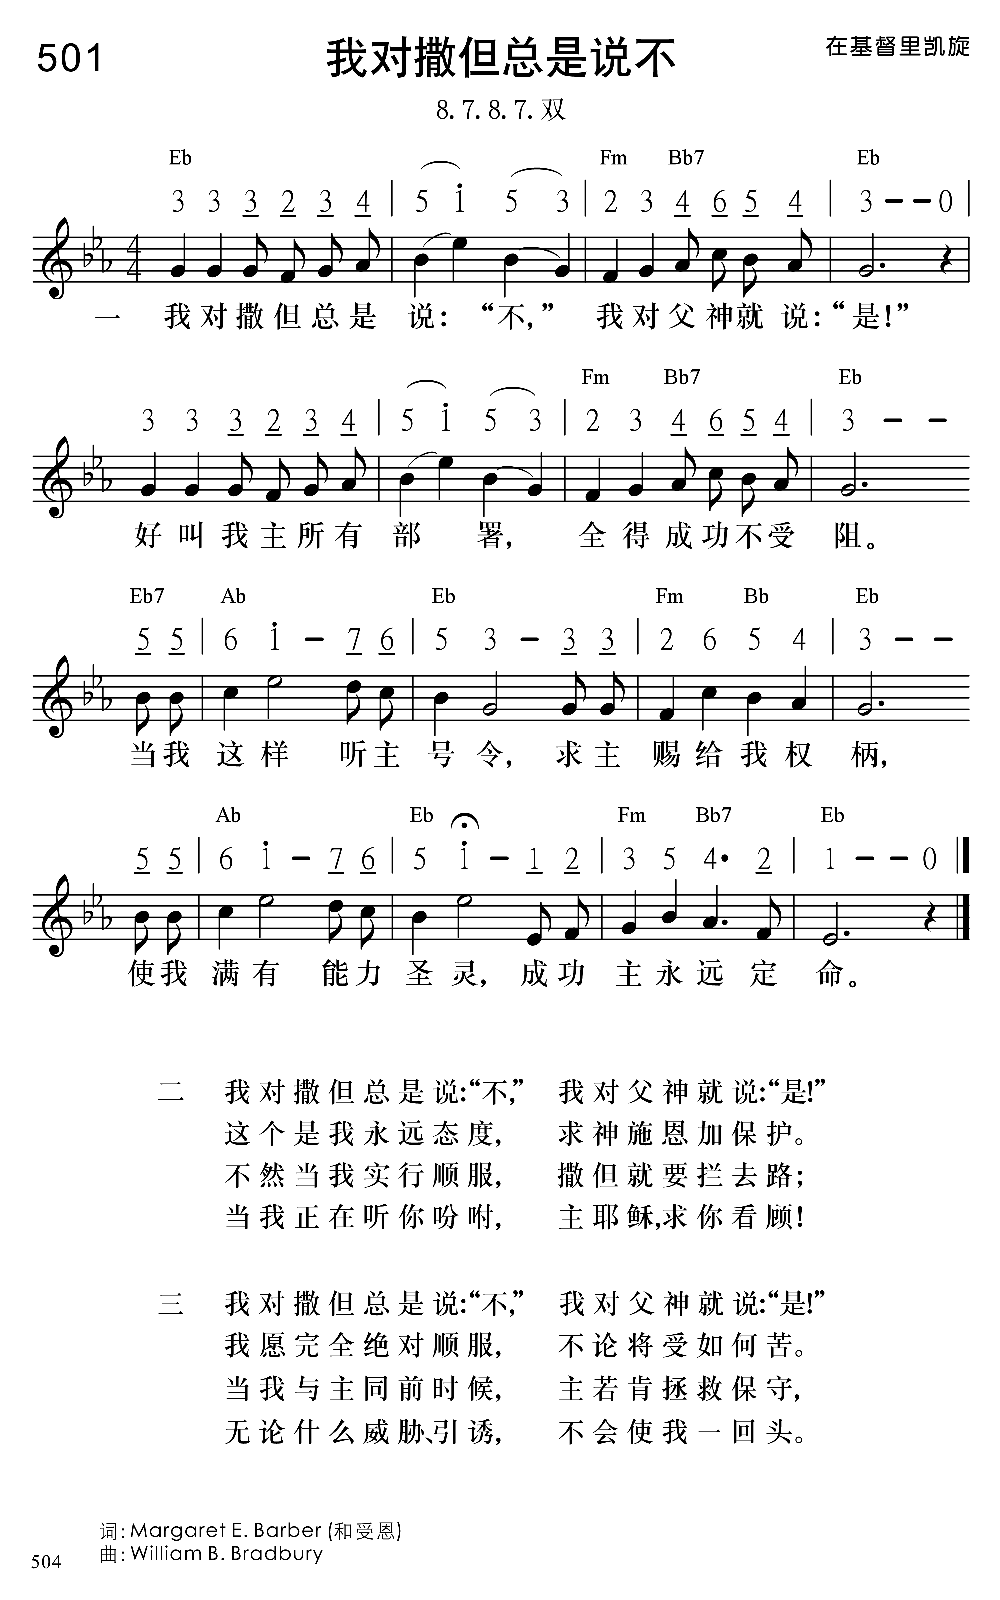 501 我对撒但总是说不 在基督里凯旋
8. 7. 8. 7. 双
Eb Fm Bb7 Eb
3 3 3 2 3 4 | 5 i 5 3 | 2 3 4 6 5 4 | 3 – – 0 |
一 我对撒但总是说：“不，” 我对父神就说：“是！”
Fm Bb7 Eb
3 3 3 2 3 4 | 5 i 5 3 | 2 3 4 6 5 4 | 3 – –
好叫我主所有部署， 全得成功不受阻。
Eb7 Ab Eb Fm Bb Eb
5 5 | 6 i – 7 6 | 5 3 – 3 3 | 2 6 5 4 | 3 – –
当我这样听主号令，求主赐给我权柄，
Ab Eb Fm Bb7 Eb
5 5 | 6 i – 7 6 | 5 i – 1 2 | 3 5 4· 2 | 1 – – 0 ‖
使我满有能力圣灵，成功主永远定命。
二 我对撒但总是说：“不，” 我对父神就说：“是！”
这个是我永远态度， 求神施恩加保护。
不然当我实行顺服， 撒但就要拦去路；
当我正在听你吩咐， 主耶稣，求你看顾！
三 我对撒但总是说：“不，” 我对父神就说：“是！”
我愿完全绝对顺服， 不论将受如何苦。
当我与主同前时候， 主若肯拯救保守，
无论什么威胁、引诱， 不会使我一回头。
词：Margaret E. Barber (和受恩)
曲：William B. Bradbury
504